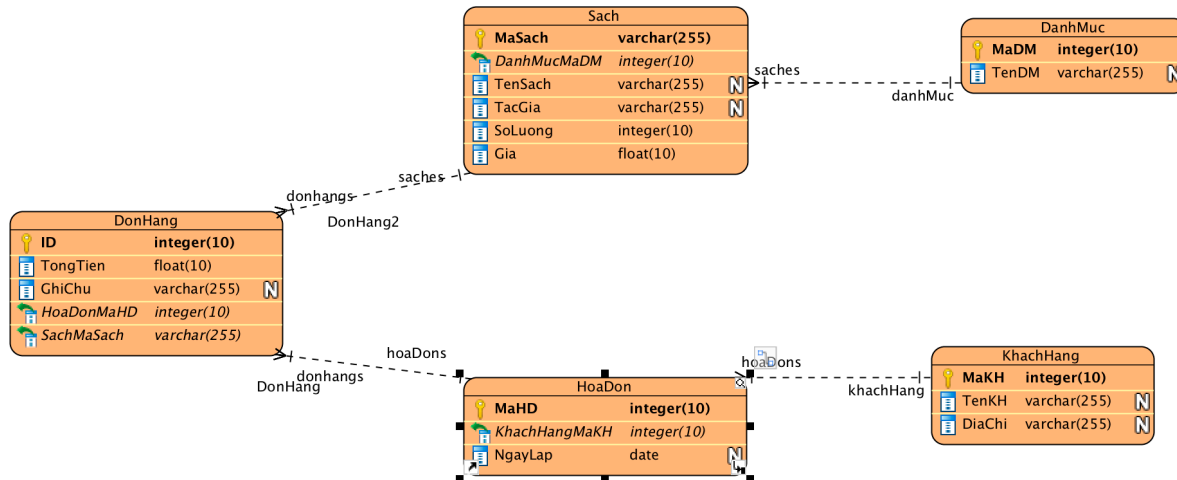 Sach
MaSach varchar(255)
DanhMucMaDM integer(10)
TenSach varchar(255) N
TacGia varchar(255) N
SoLuong integer(10)
Gia float(10)
DanhMuc
MaDM integer(10)
TenDM varchar(255) N
saches
danhMuc
saches
donhangs
DonHang2
DonHang
ID integer(10)
TongTien float(10)
GhiChu varchar(255) N
HoaDonMaHD integer(10)
SachMaSach varchar(255)
hoaDons
donhangs
DonHang
HoaDon
MaHD integer(10)
KhachHangMaKH integer(10)
NgayLap date N
hoaDons
khachHang
KhachHang
MaKH integer(10)
TenKH varchar(255) N
DiaChi varchar(255) N